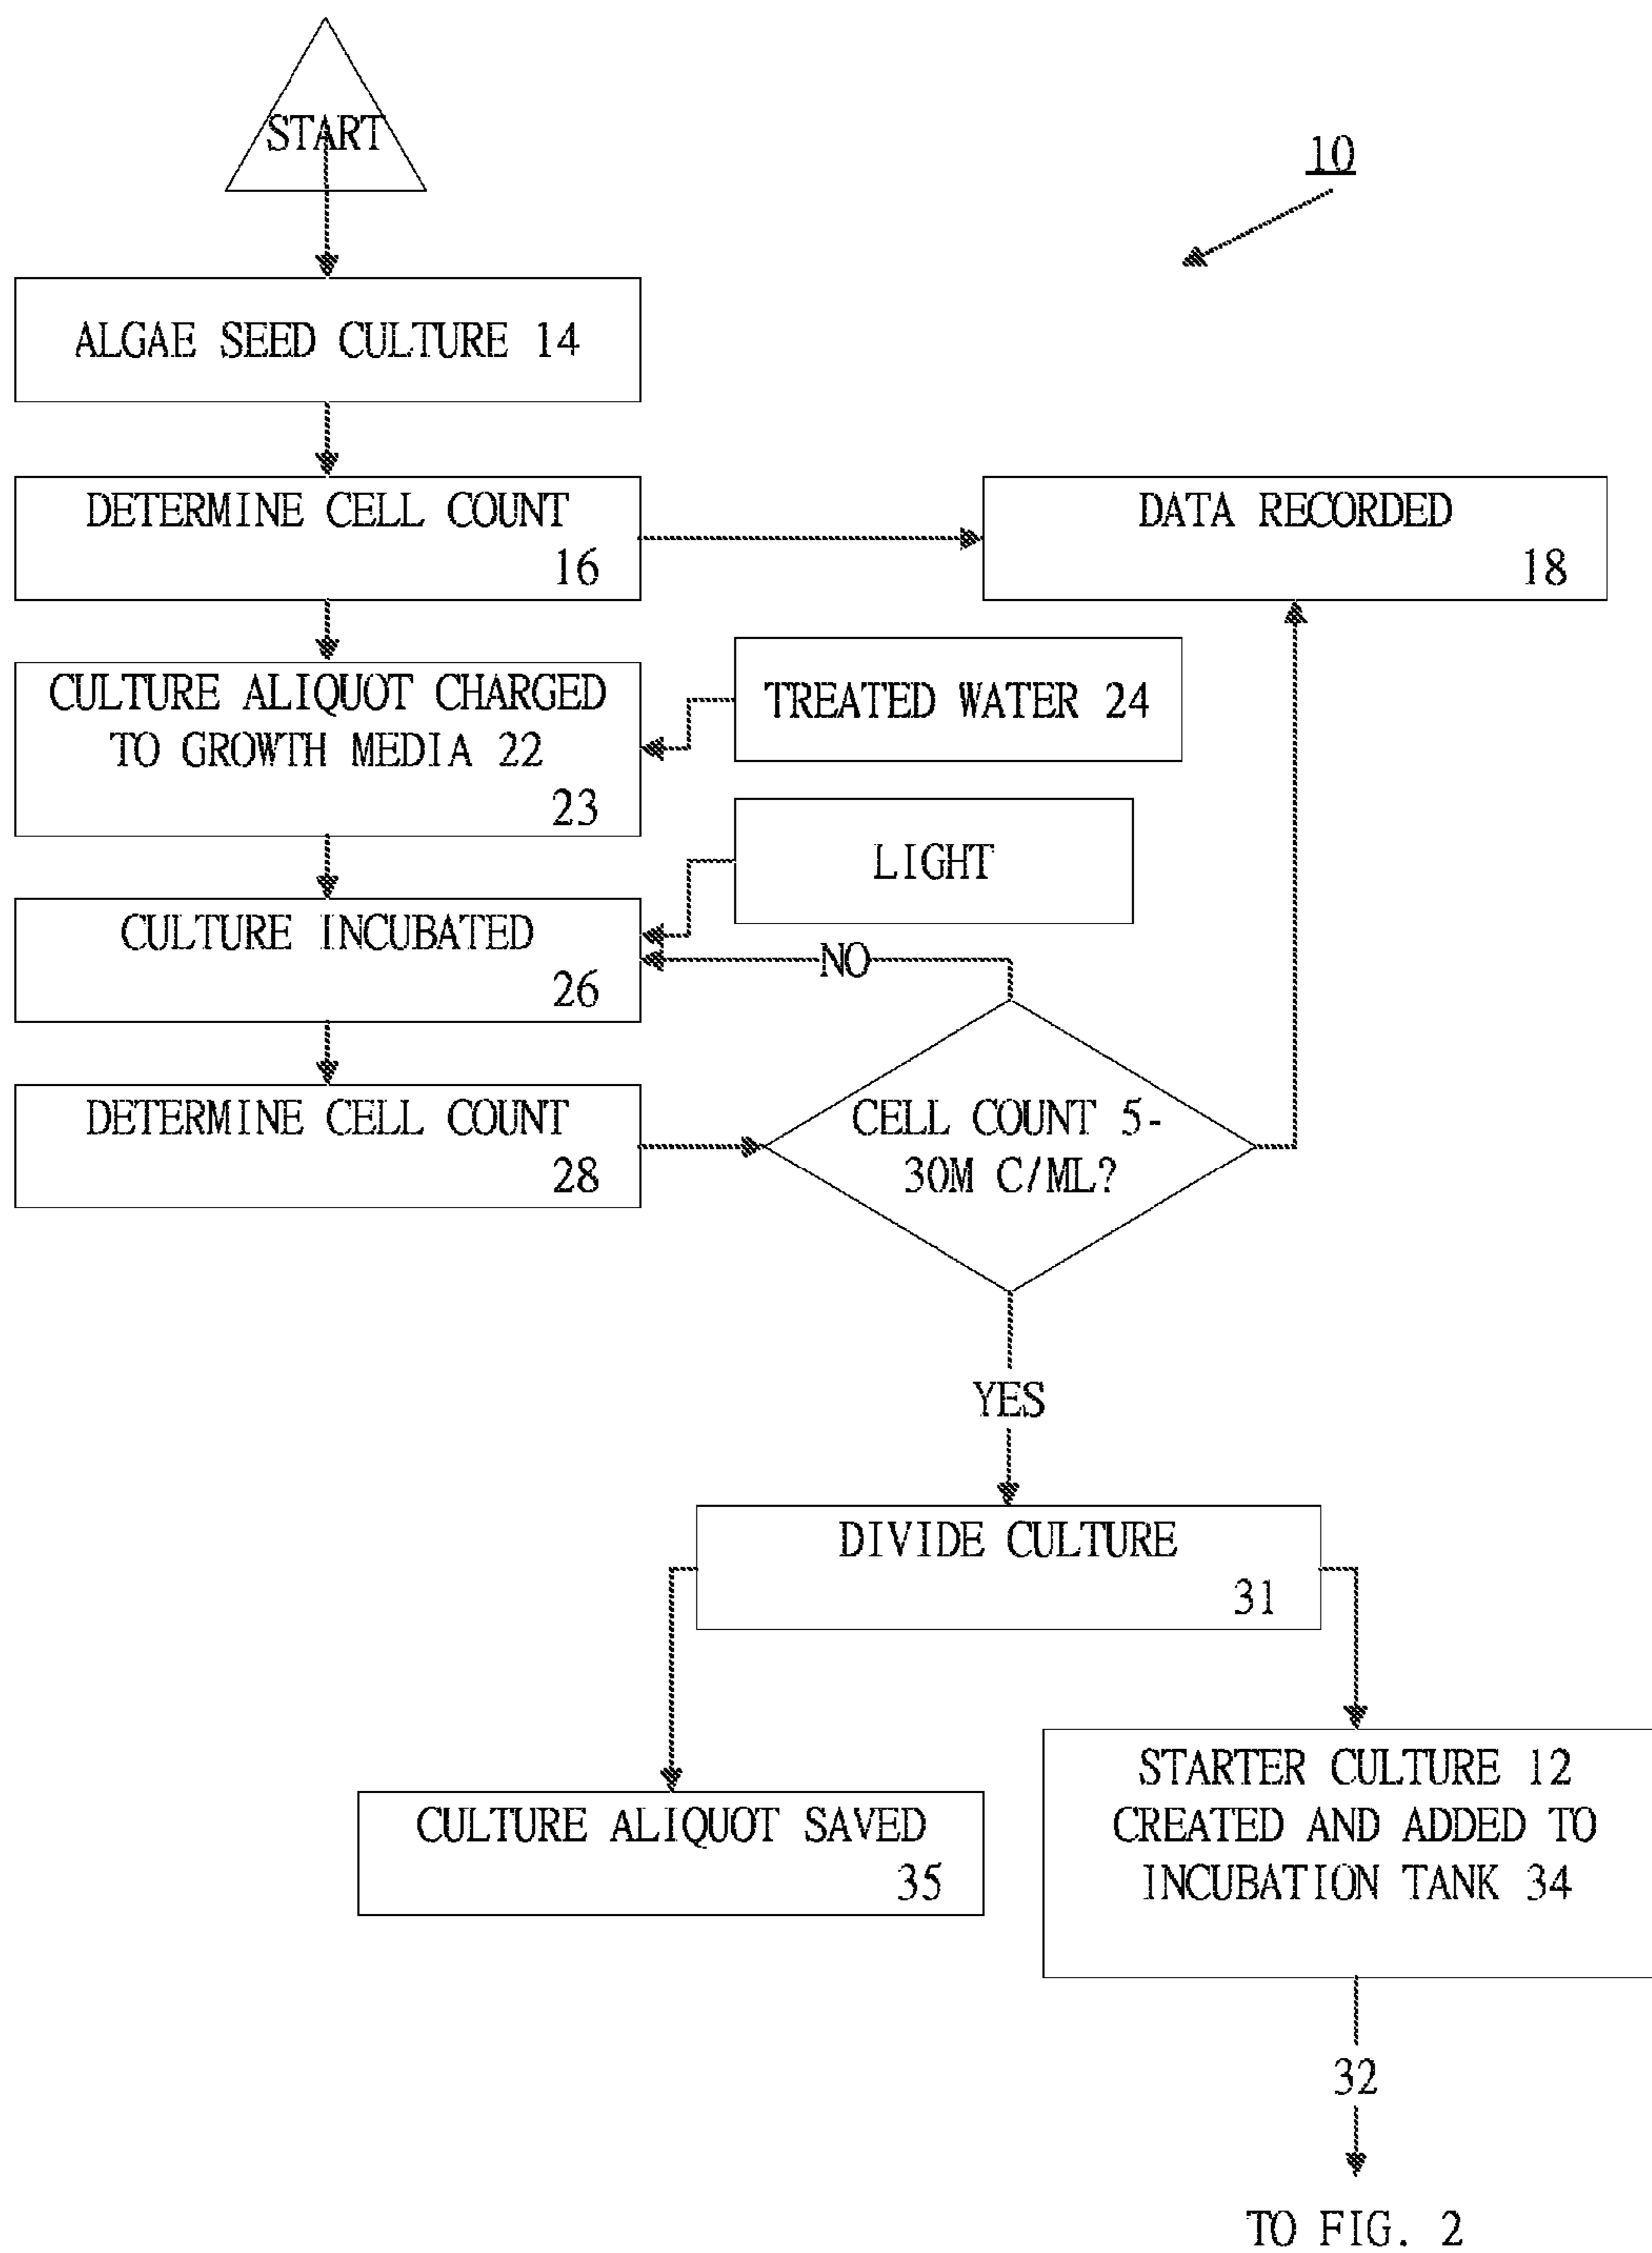 START
10
ALGAE SEED CULTURE 14
DETERMINE CELL COUNT
16
DATA RECORDED
18
CULTURE ALIQUOT CHARGED
TO GROWTH MEDIA 22
23
TREATED WATER 24
LIGHT
CULTURE INCUBATED
26
NO
DETERMINE CELL COUNT
28
CELL COUNT 5-
30M C/ML?
YES
DIVIDE CULTURE
31
CULTURE ALIQUOT SAVED
35
STARTER CULTURE 12
CREATED AND ADDED TO
INCUBATION TANK 34
32
TO FIG. 2